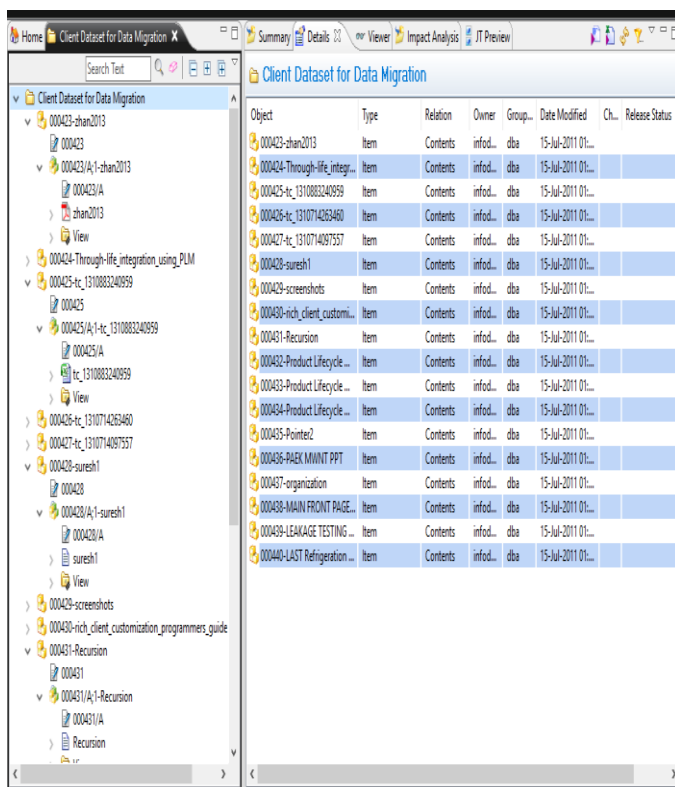 Home Client Dataset for Data Migration X
Search Text
Client Dataset for Data Migration
000423-zhan2013
000423
000423/A;1-zhan2013
000423/A
zhan2013
View
000424-Through-life_integration_using_PLM
000425-tc_1310883240959
000425
000425/A;1-tc_1310883240959
000425/A
tc_1310883240959
View
000426-tc_1310714263460
000427-tc_1310714097557
000428-suresh1
000428
000428/A;1-suresh1
000428/A
suresh1
View
000429-screenshots
000430-rich_client_customization_programmers_guide
000431-Recursion
000431
000431/A;1-Recursion
000431/A
Recursion
Summary Details Viewer Impact Analysis JT Preview
Client Dataset for Data Migration
Object Type Relation Owner Group... Date Modified Ch... Release Status
000423-zhan2013 Item Contents infod... dba 15-Jul-2011 01:...
000424-Through-life_integr... Item Contents infod... dba 15-Jul-2011 01:...
000425-tc_1310883240959 Item Contents infod... dba 15-Jul-2011 01:...
000426-tc_1310714263460 Item Contents infod... dba 15-Jul-2011 01:...
000427-tc_1310714097557 Item Contents infod... dba 15-Jul-2011 01:...
000428-suresh1 Item Contents infod... dba 15-Jul-2011 01:...
000429-screenshots Item Contents infod... dba 15-Jul-2011 01:...
000430-rich_client_customi... Item Contents infod... dba 15-Jul-2011 01:...
000431-Recursion Item Contents infod... dba 15-Jul-2011 01:...
000432-Product Lifecycle ... Item Contents infod... dba 15-Jul-2011 01:...
000433-Product Lifecycle ... Item Contents infod... dba 15-Jul-2011 01:...
000434-Product Lifecycle ... Item Contents infod... dba 15-Jul-2011 01:...
000435-Pointer2 Item Contents infod... dba 15-Jul-2011 01:...
000436-PAEK MWNT PPT Item Contents infod... dba 15-Jul-2011 01:...
000437-organization Item Contents infod... dba 15-Jul-2011 01:...
000438-MAIN FRONT PAGE... Item Contents infod... dba 15-Jul-2011 01:...
000439-LEAKAGE TESTING ... Item Contents infod... dba 15-Jul-2011 01:...
000440-LAST Refrigeration ... Item Contents infod... dba 15-Jul-2011 01:...